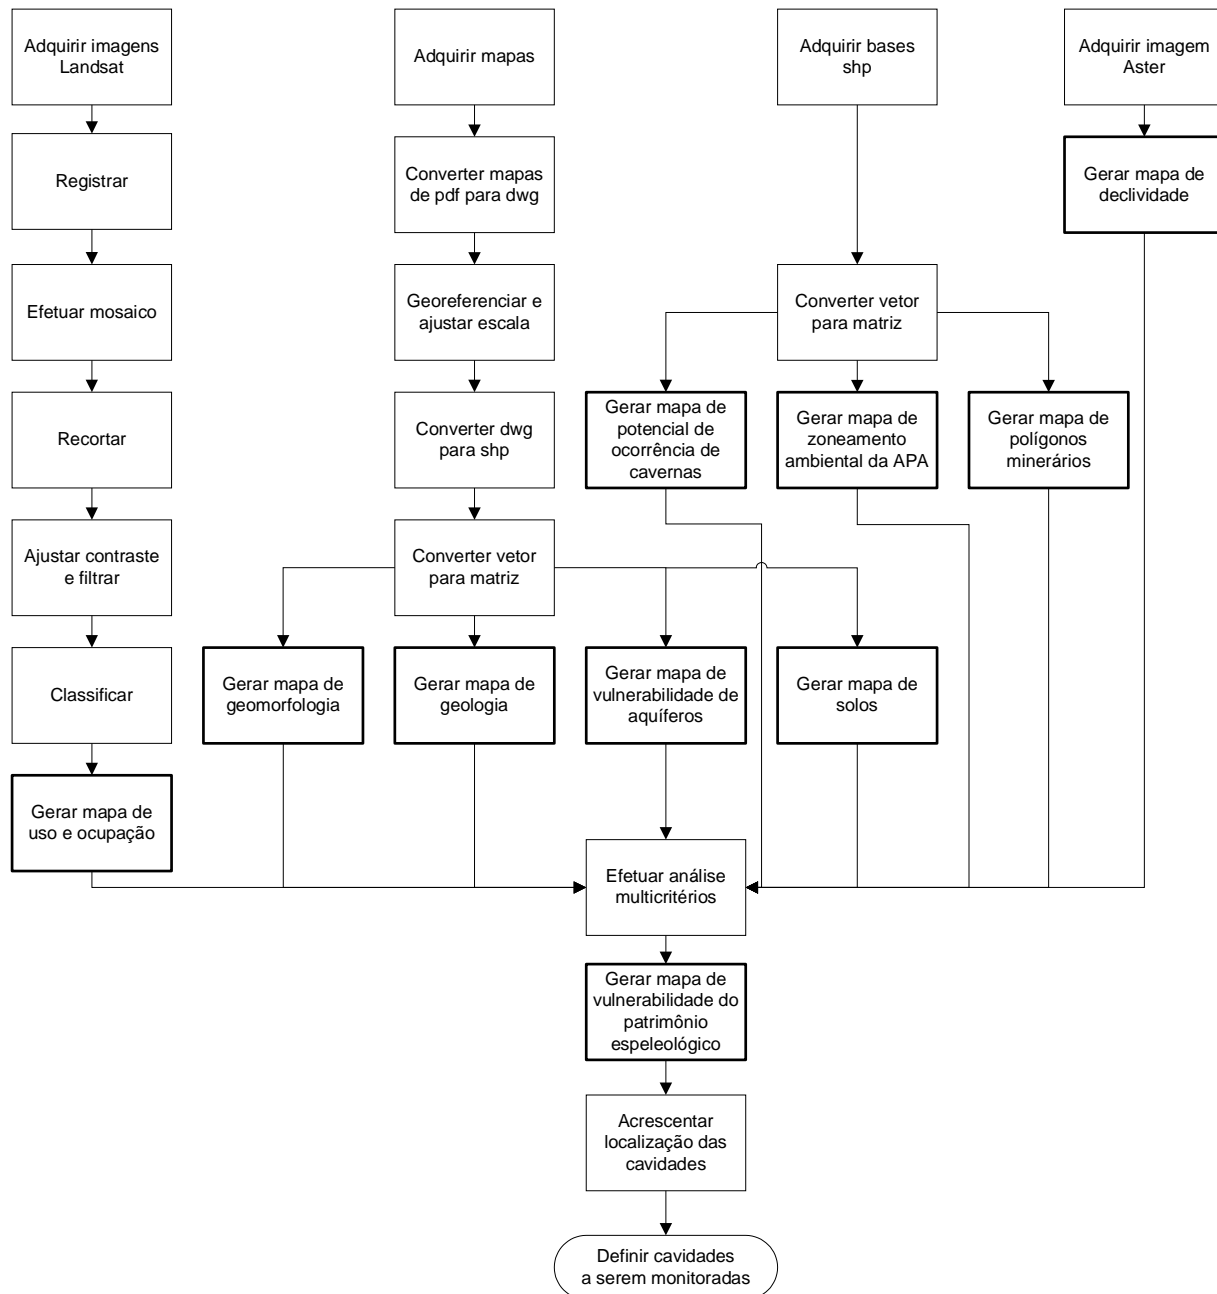 Adquirir imagens
Landsat
Adquirir mapas
Adquirir bases
shp
Adquirir imagem
Aster
Registrar
Converter mapas
de pdf para dwg
Gerar mapa de
declividade
Efetuar mosaico
Georeferenciar e
ajustar escala
Converter vetor
para matriz
Recortar
Converter dwg
para shp
Gerar mapa de
potencial de
ocorrência de
cavernas
Gerar mapa de
zoneamento
ambiental da APA
Gerar mapa de
polígonos
minerários
Ajustar contraste
e filtrar
Converter vetor
para matriz
Classificar
Gerar mapa de
geomorfologia
Gerar mapa de
geologia
Gerar mapa de
vulnerabilidade de
aquíferos
Gerar mapa de
solos
Gerar mapa de
uso e ocupação
Efetuar análise
multicritérios
Gerar mapa de
vulnerabilidade do
patrimônio
espeleológico
Acrescentar
localização das
cavidades
Definir cavidades
a serem monitoradas